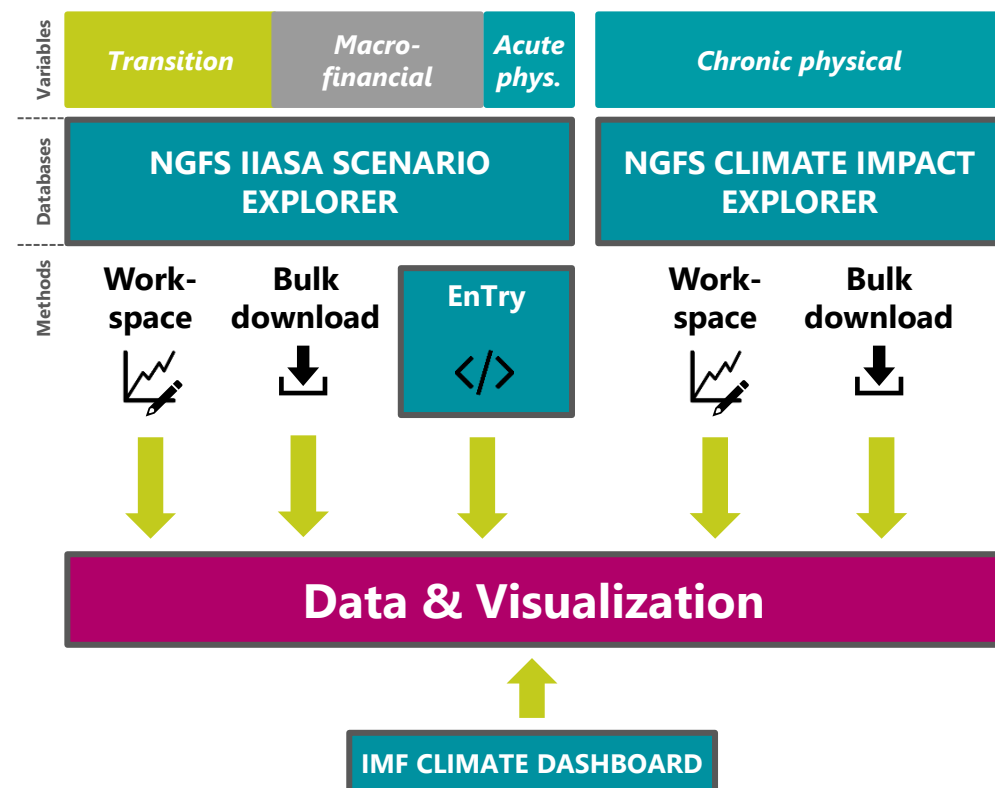 Variables
Transition
Macro-
financial
Acute
phys.
Chronic physical
Databases
NGFS IIASA SCENARIO
EXPLORER
NGFS CLIMATE IMPACT
EXPLORER
Methods
Work-
space
Bulk
download
EnTry
</>
Work-
space
Bulk
download
Data & Visualization
IMF CLIMATE DASHBOARD